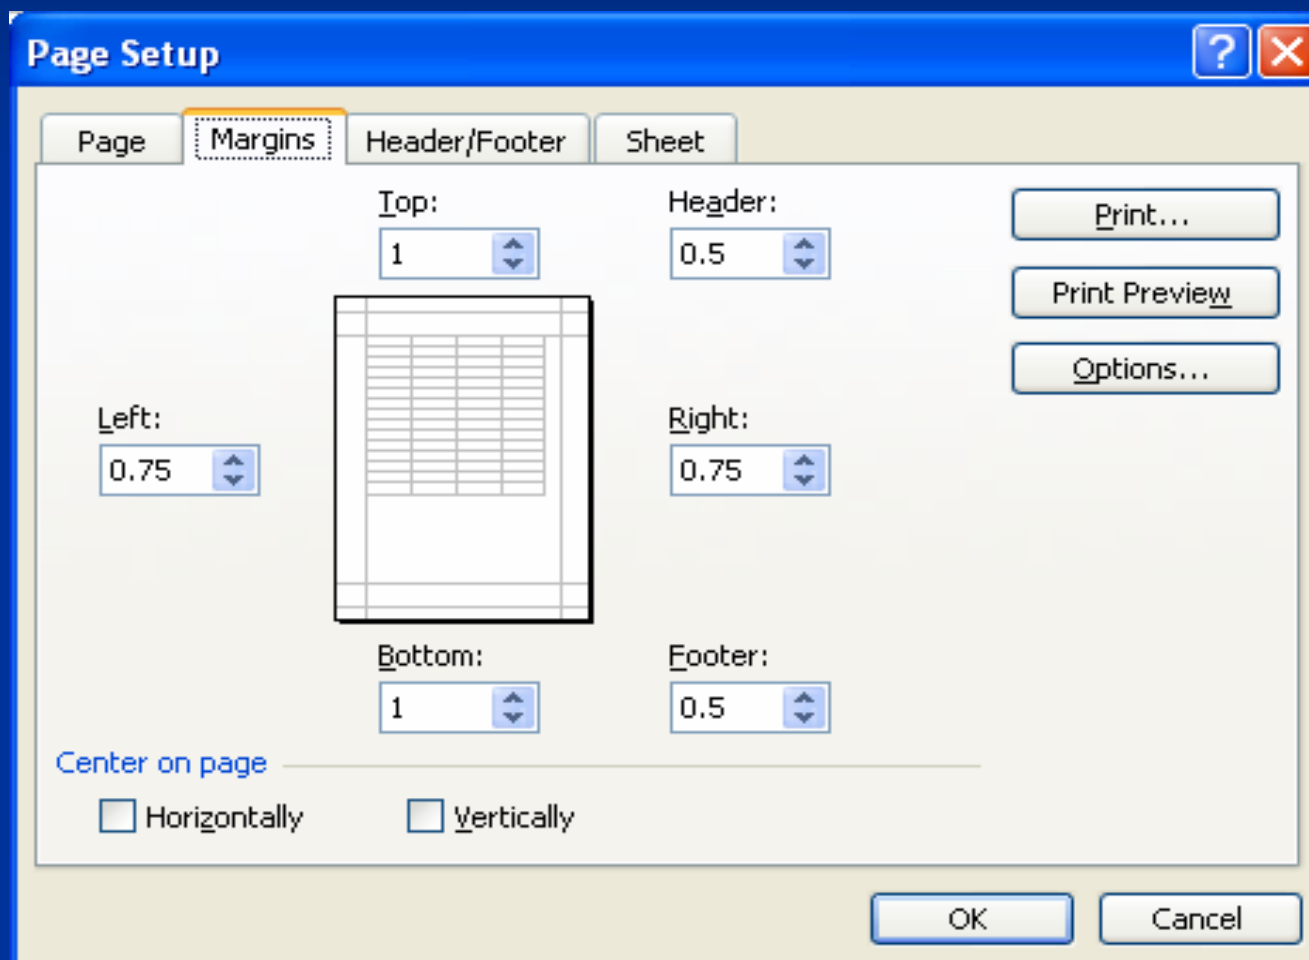 Page Setup ?
Page Margins Header/Footer Sheet
Top: Header:
1 0.5
Print...
Print Preview
Options...
Left: Right:
0.75 0.75
Bottom: Footer:
1 0.5
Center on page
Horizontally Vertically
OK Cancel